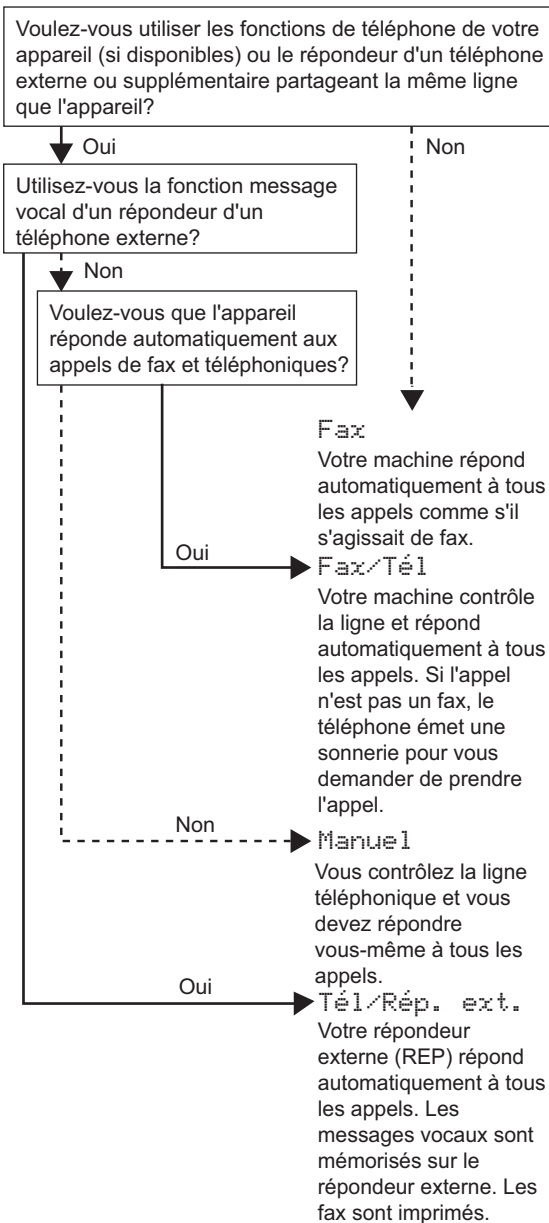 Voulez-vous utiliser les fonctions de téléphone de votre
appareil (si disponibles) ou le répondeur d'un téléphone
externe ou supplémentaire partageant la même ligne
que l'appareil?
Oui
Non
Utilisez-vous la fonction message
vocal d'un répondeur d'un
téléphone externe?
Non
Voulez-vous que l'appareil
réponde automatiquement aux
appels de fax et téléphoniques?
Fax
Votre machine répond
automatiquement à tous
les appels comme s'il
s'agissait de fax.
Oui
Fax/Tél
Votre machine contrôle
la ligne et répond
automatiquement à tous
les appels. Si l'appel
n'est pas un fax, le
téléphone émet une
sonnerie pour vous
demander de prendre
l'appel.
Non
Manuel
Vous contrôlez la ligne
téléphonique et vous
devez répondre
vous-même à tous les
appels.
Oui
Tél/Rép. ext.
Votre répondeur
externe (REP) répond
automatiquement à tous
les appels. Les
messages vocaux sont
mémorisés sur le
répondeur externe. Les
fax sont imprimés.